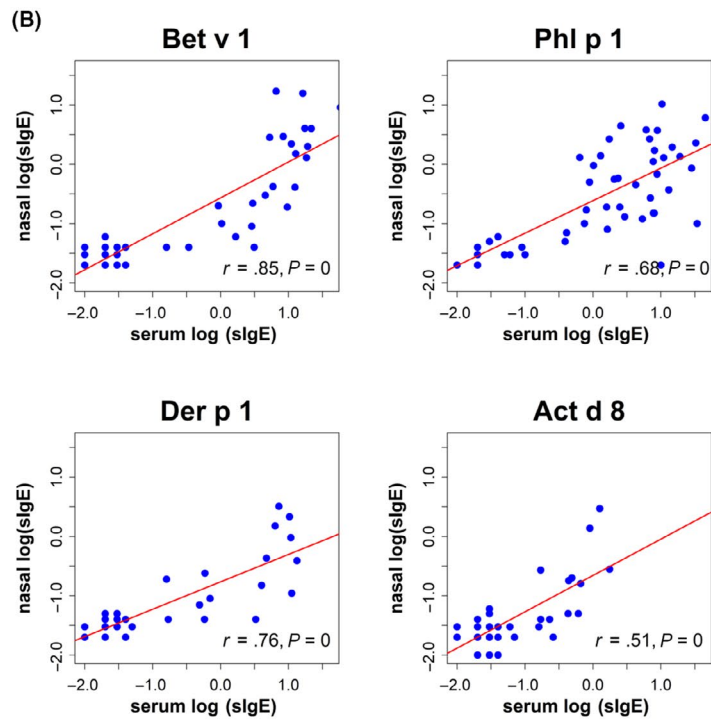 (B)
Bet v 1
Phl p 1
nasal log(sIgE)
1.0
0.0
−1.0
−2.0
r = .85, P = 0
−2.0 −1.0 0.0 1.0
serum log (sIgE)
nasal log(sIgE)
1.0
0.0
−1.0
−2.0
r = .68, P = 0
−2.0 −1.0 0.0 1.0
serum log (sIgE)
Der p 1
Act d 8
nasal log(sIgE)
1.0
0.0
−1.0
−2.0
r = .76, P = 0
−2.0 −1.0 0.0 1.0
serum log (sIgE)
nasal log(sIgE)
1.0
0.0
−1.0
−2.0
r = .51, P = 0
−2.0 −1.0 0.0 1.0
serum log (sIgE)